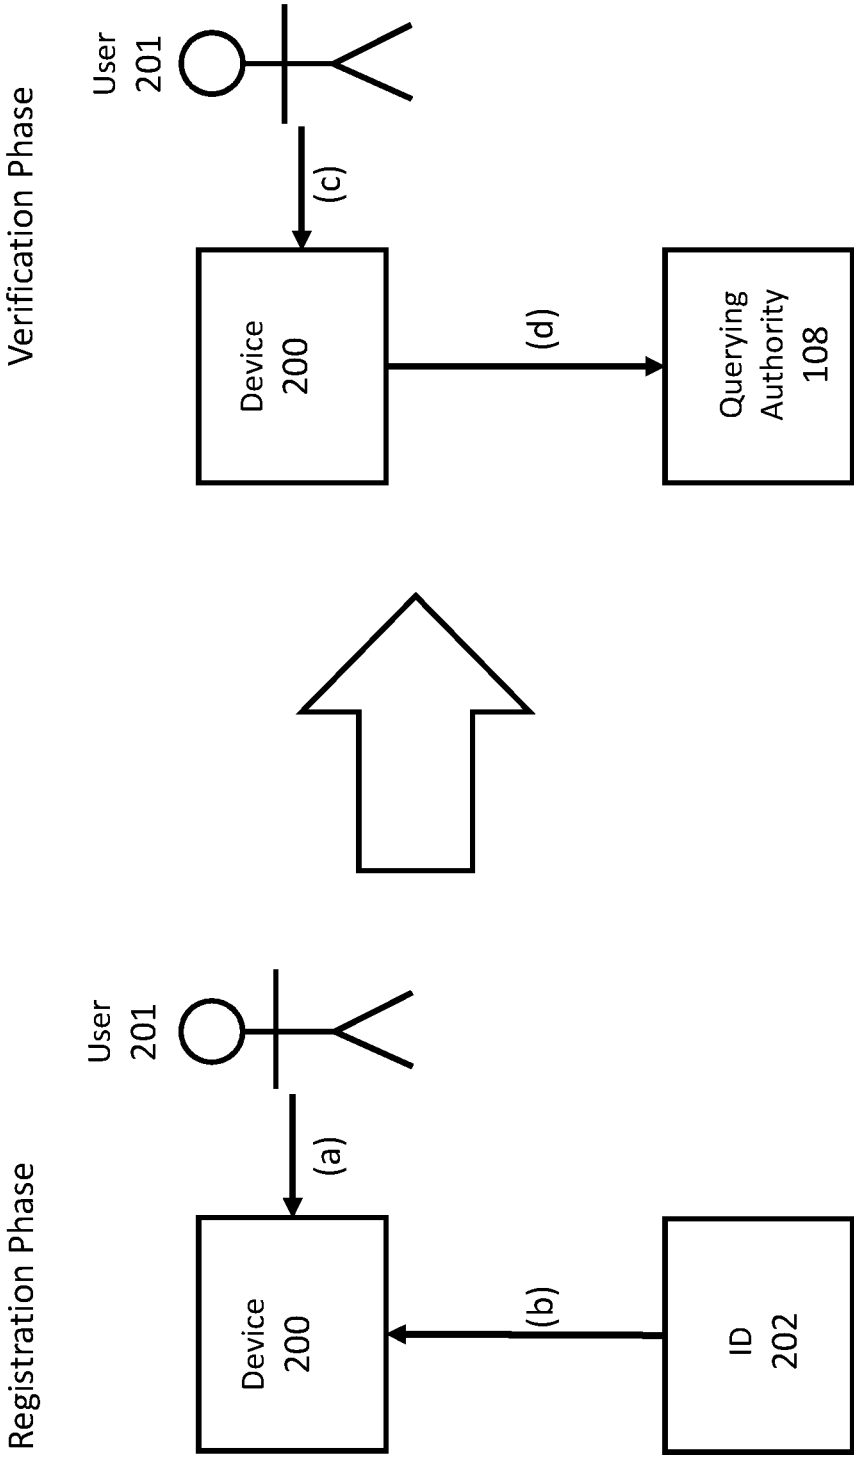 Registration Phase
User
201
(a)
Device
200
(b)
ID
202
Verification Phase
User
201
(c)
Device
200
(d)
Querying
Authority
108